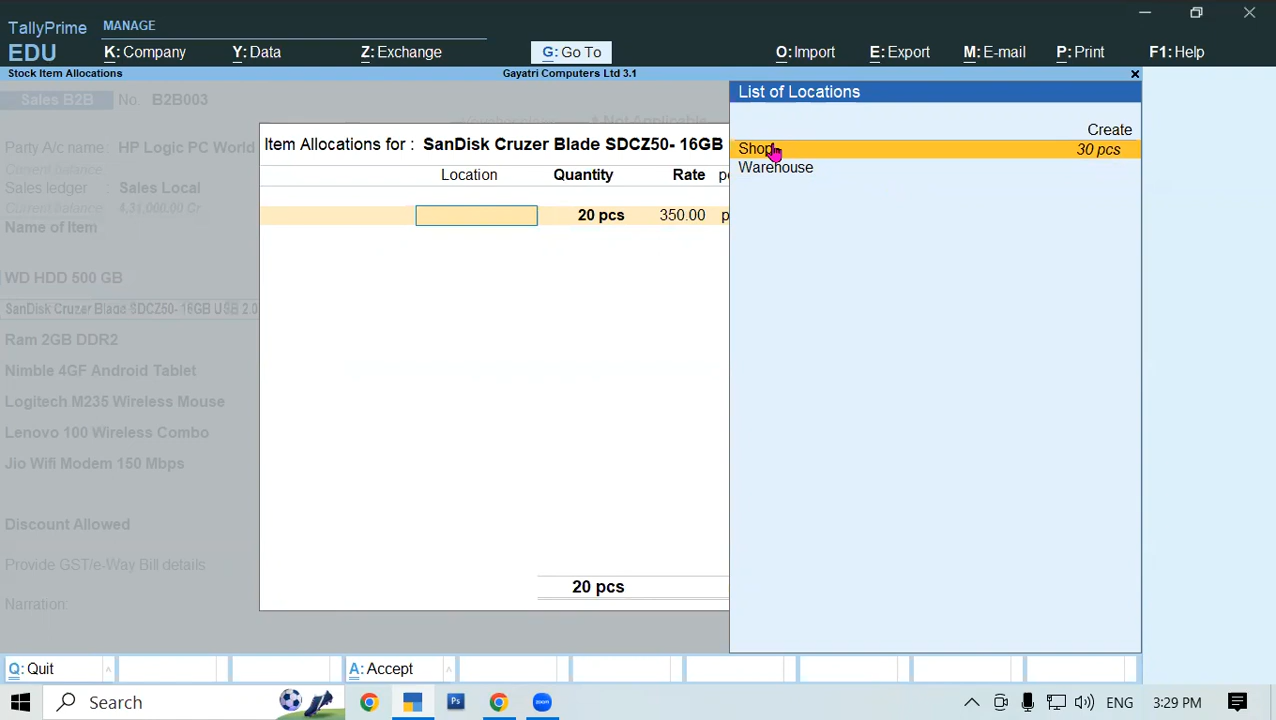 TallyPrime MANAGE
EDU K: Company Y: Data Z: Exchange G: Go To O: Import E: Export M: E-mail P: Print F1: Help
Stock Item Allocations Gayatri Computers Ltd 3.1
Sales B2B No. B2B003
Party A/c name : HP Logic PC World
Current balance
Sales ledger : Sales Local
Current balance : 4,31,000.00 Cr
Name of Item
WD HDD 500 GB
SanDisk Cruzer Blade SDCZ50- 16GB USB 2.0
Ram 2GB DDR2
Nimble 4GF Android Tablet
Logitech M235 Wireless Mouse
Lenovo 100 Wireless Combo
Jio Wifi Modem 150 Mbps
Discount Allowed
Provide GST/e-Way Bill details
Narration:
Not Applicable
Item Allocations for : SanDisk Cruzer Blade SDCZ50- 16GB
Location Quantity Rate
20 pcs 350.00
20 pcs
List of Locations
Create
Shop 30 pcs
Warehouse
Q: Quit A: Accept
Search ENG 3:29 PM